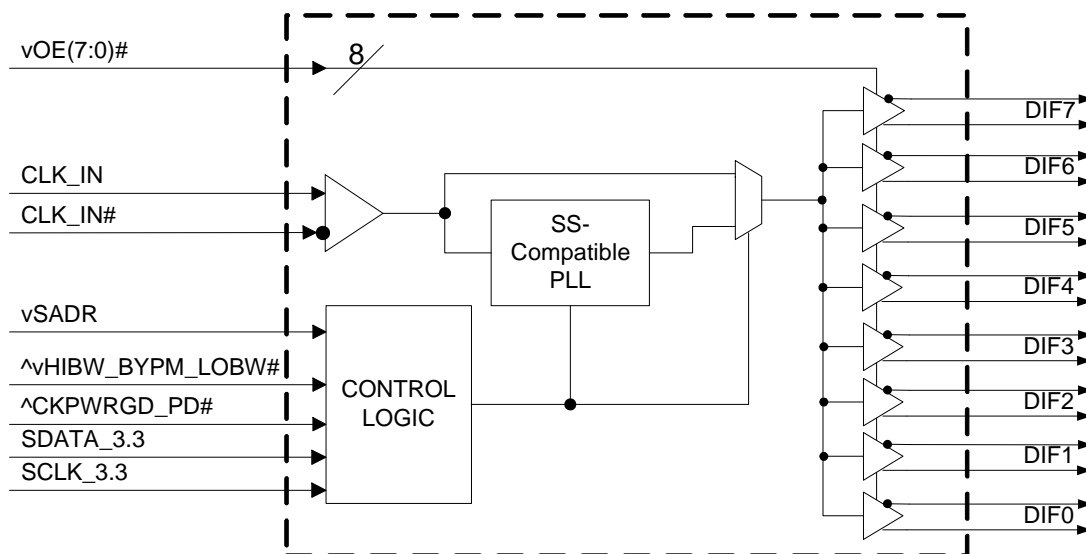 vOE(7:0)#
8
CLK_IN
CLK_IN#
SS-
Compatible
PLL
vSADR
^vHIBW_BYPM_LOBW#
^CKPWRGD_PD#
SDATA_3.3
SCLK_3.3
CONTROL
LOGIC
DIF7
DIF6
DIF5
DIF4
DIF3
DIF2
DIF1
DIF0